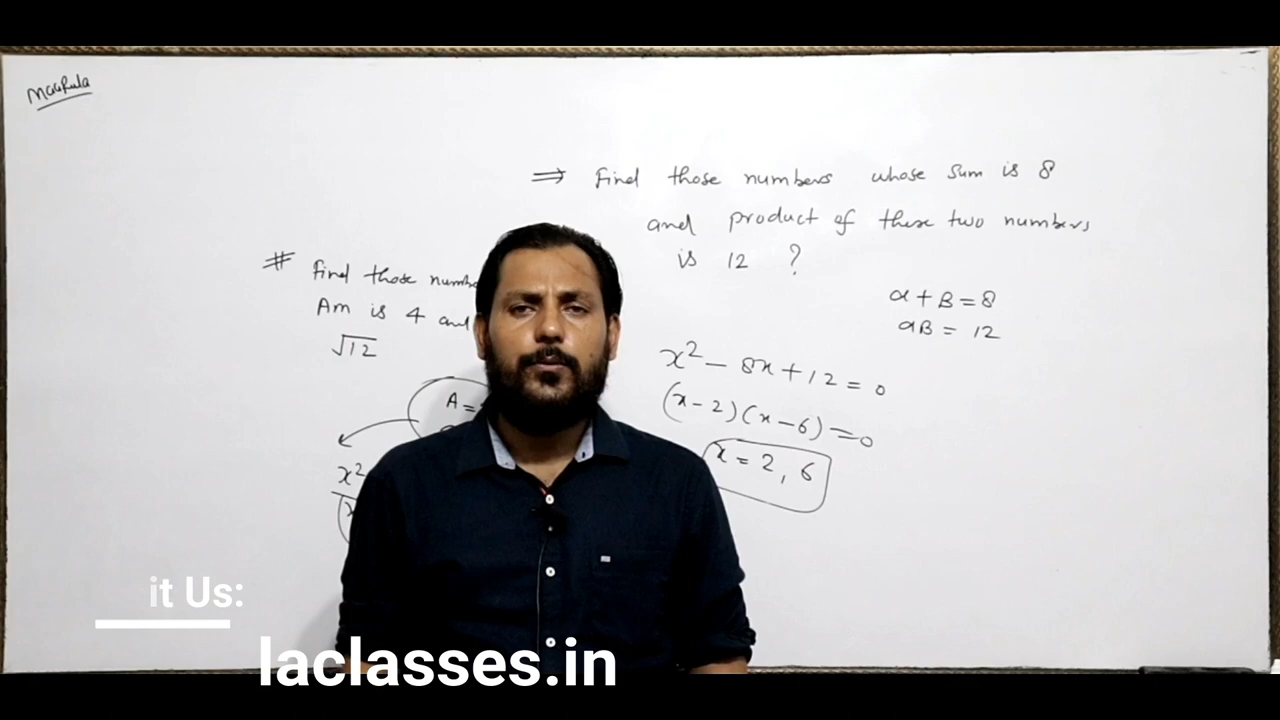 MaaRula
⇒ Find those numbers whose sum is 8
and product of these two numbers
is 12 ?
α + β = 8
αβ = 12
x² − 8x + 12 = 0
(x − 2)(x − 6) = 0
x = 2, 6
# Find those
AM is 4 and
√12
A =
x²
it Us:
laclasses.in